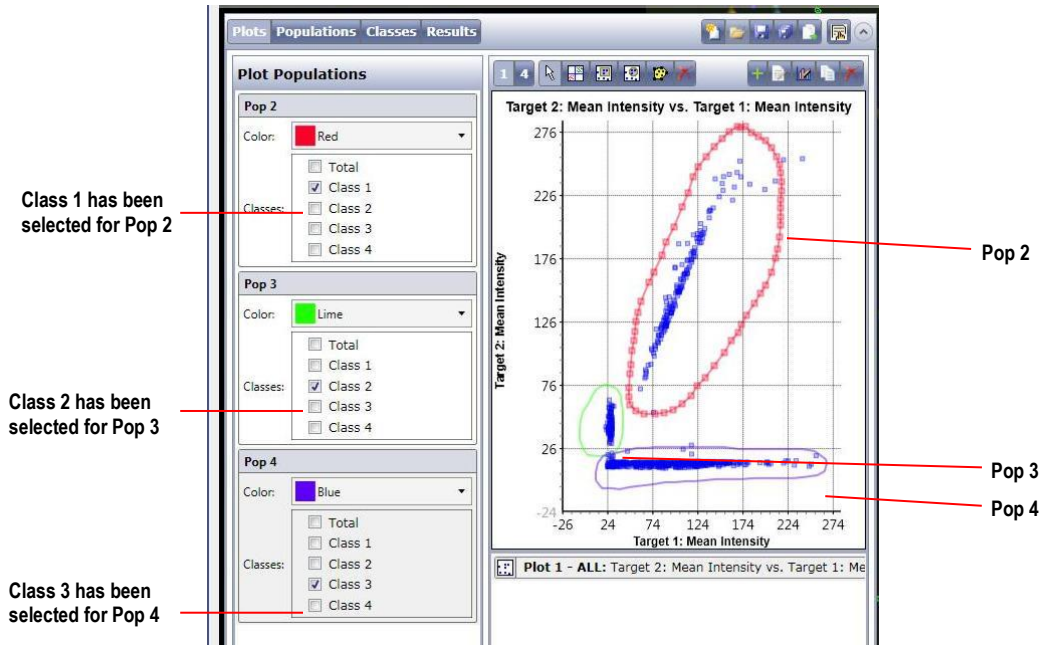 Plots Populations Classes Results
Plot Populations
Pop 2
Color: Red
Classes:
Total
Class 1
Class 2
Class 3
Class 4
Pop 3
Color: Lime
Classes:
Total
Class 1
Class 2
Class 3
Class 4
Pop 4
Color: Blue
Classes:
Total
Class 1
Class 2
Class 3
Class 4
Class 1 has been
selected for Pop 2
Class 2 has been
selected for Pop 3
Class 3 has been
selected for Pop 4
1 4
Target 2: Mean Intensity vs. Target 1: Mean Intensity
Target 2: Mean Intensity
276
226
176
126
76
26
-24
-26 24 74 124 174 224 274
Target 1: Mean Intensity
Plot 1 - ALL: Target 2: Mean Intensity vs. Target 1: Me
Pop 2
Pop 3
Pop 4